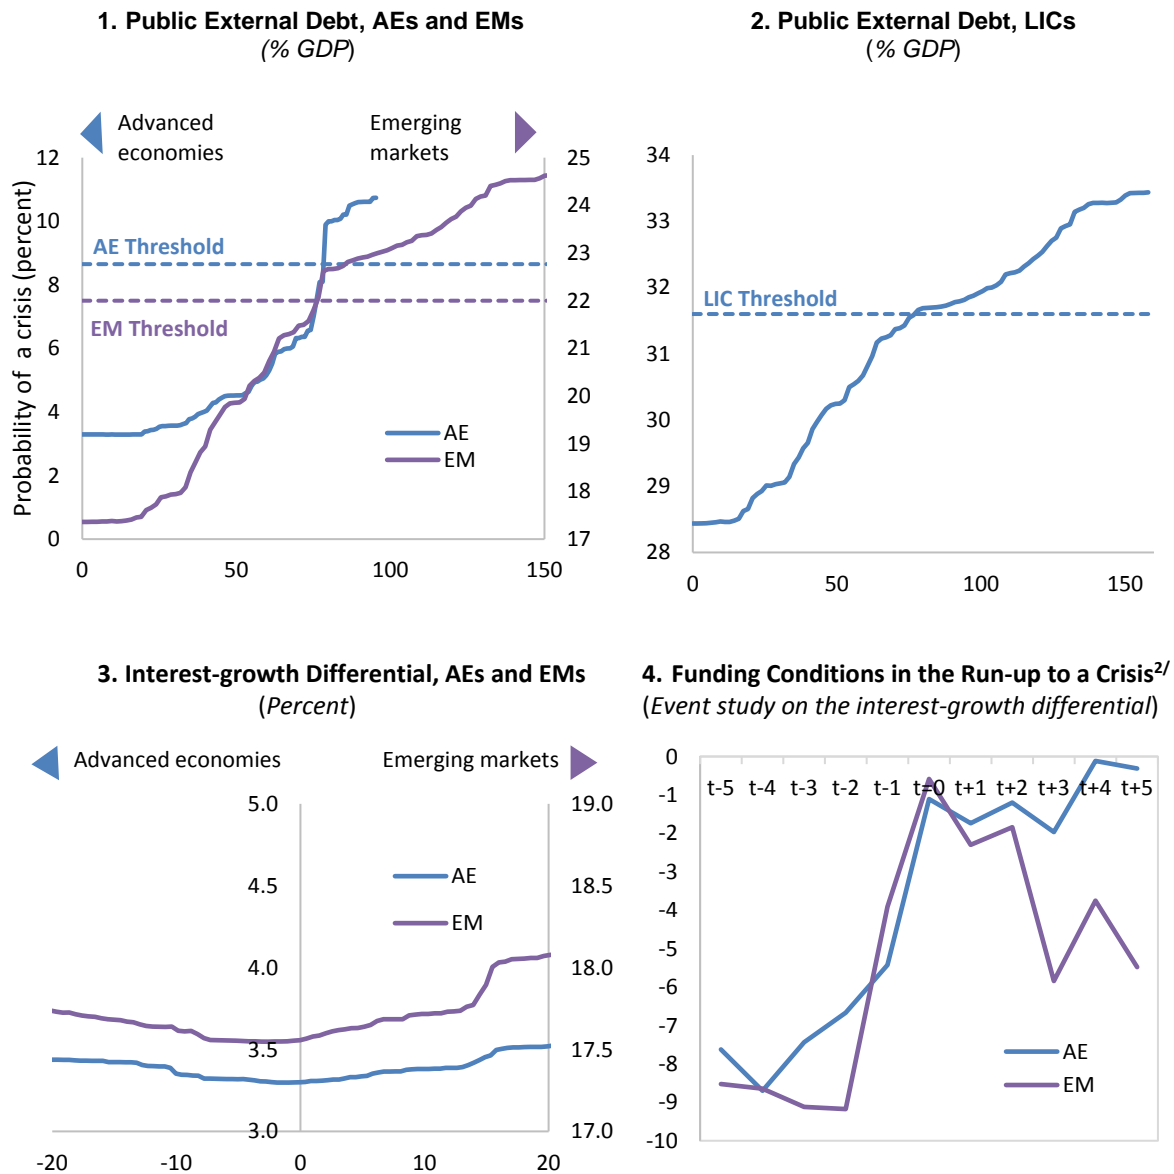 1. Public External Debt, AEs and EMs
(% GDP)
Advanced
economies
Emerging
markets
Probability of a crisis (percent)
12
10
8
6
4
2
0
25
24
23
22
21
20
19
18
17
AE Threshold
EM Threshold
AE
EM
0
50
100
150
2. Public External Debt, LICs
(% GDP)
34
33
32
31
30
29
28
LIC Threshold
0
50
100
150
3. Interest-growth Differential, AEs and EMs
(Percent)
Advanced economies
Emerging markets
5.0
4.5
4.0
3.5
3.0
19.0
18.5
18.0
17.5
17.0
AE
EM
-20
-10
0
10
20
4. Funding Conditions in the Run-up to a Crisis2/
(Event study on the interest-growth differential)
0
-1
-2
-3
-4
-5
-6
-7
-8
-9
-10
t-5 t-4 t-3 t-2 t-1 t=0 t+1 t+2 t+3 t+4 t+5
AE
EM